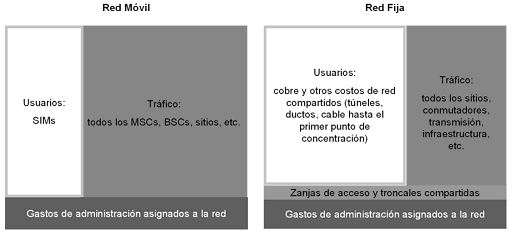 Red Móvil
Usuarios:
SIMs
Tráfico:
todos los MSCs, BSCs, sitios, etc.
Gastos de administración asignados a la red
Red Fija
Usuarios:
cobre y otros costos de red
compartidos (túneles,
ductos, cable hasta el
primer punto de
concentración)
Tráfico:
todos los sitios,
conmutadores,
transmisión,
infraestructura,
etc.
Zanjas de acceso y troncales compartidas
Gastos de administración asignados a la red